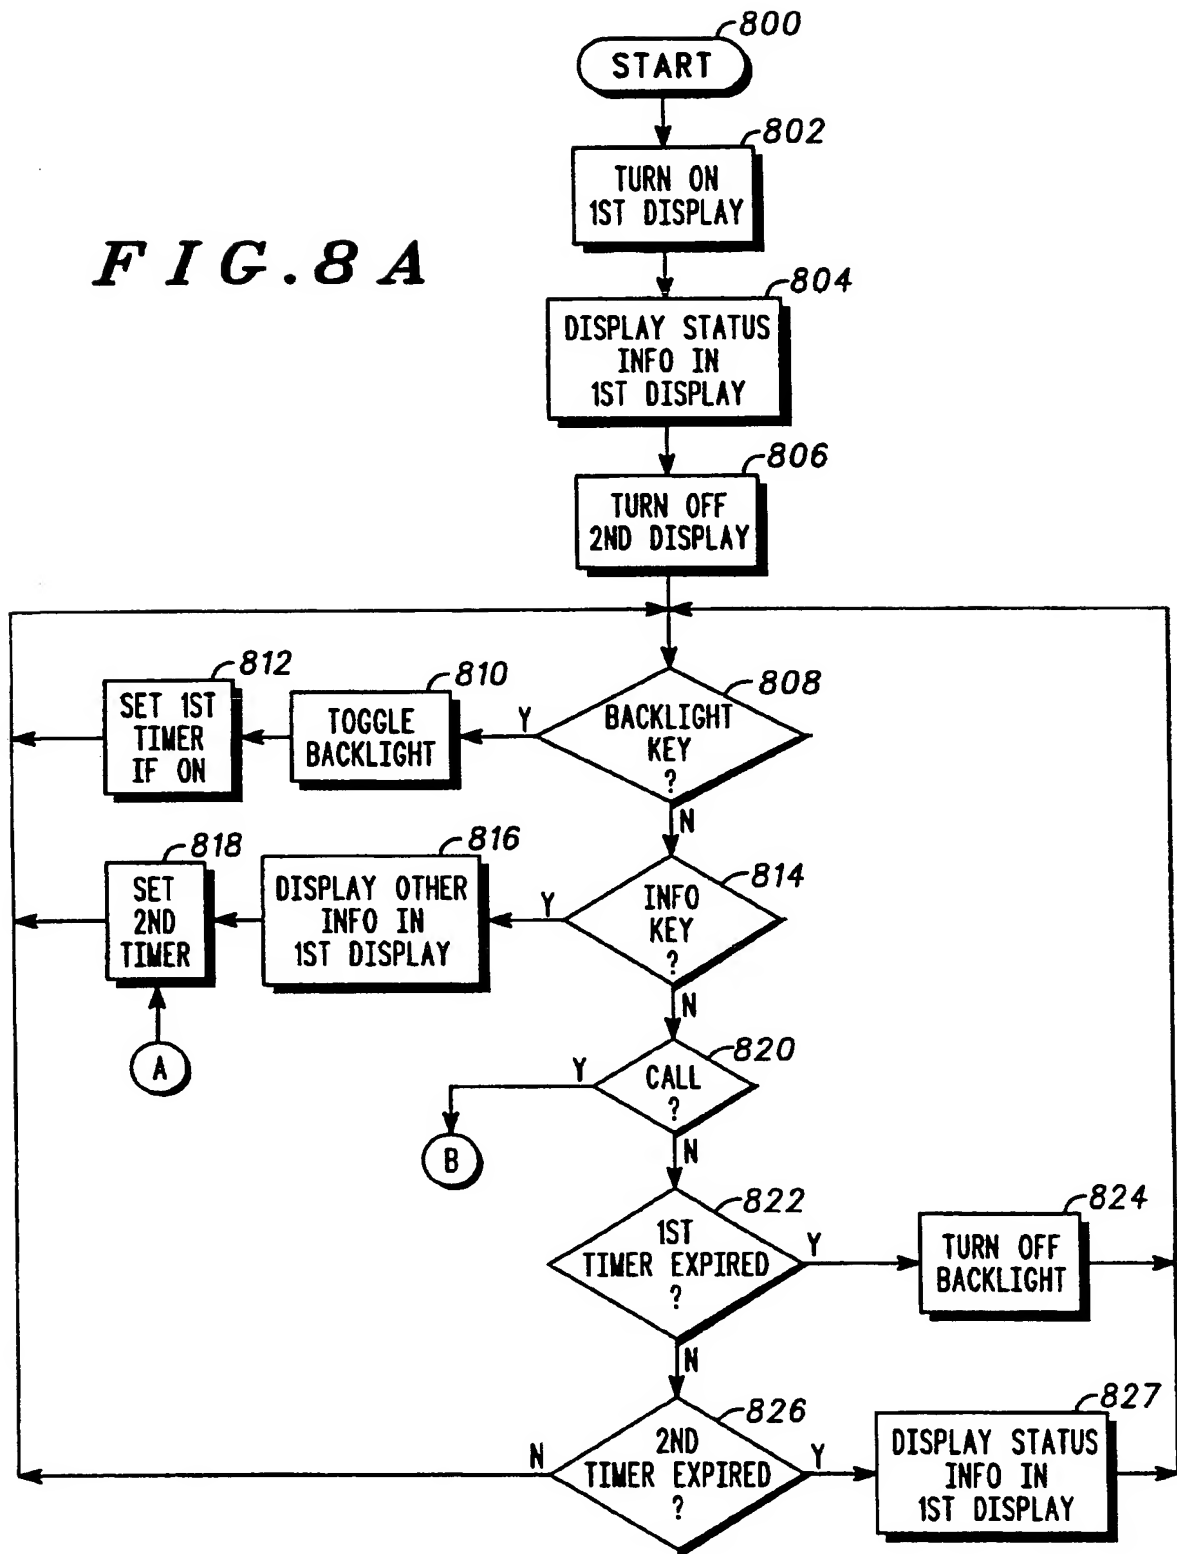 800
START
802
TURN ON
1ST DISPLAY
FIG.8A
804
DISPLAY STATUS
INFO IN
1ST DISPLAY
806
TURN OFF
2ND DISPLAY
812
SET 1ST
TIMER
IF ON
810
TOGGLE
BACKLIGHT
Y
808
BACKLIGHT
KEY
?
N
818
SET
2ND
TIMER
816
DISPLAY OTHER
INFO IN
1ST DISPLAY
Y
814
INFO
KEY
?
N
A
Y
820
CALL
?
B
N
822
1ST
TIMER EXPIRED
?
Y
824
TURN OFF
BACKLIGHT
N
N
826
2ND
TIMER EXPIRED
?
Y
827
DISPLAY STATUS
INFO IN
1ST DISPLAY